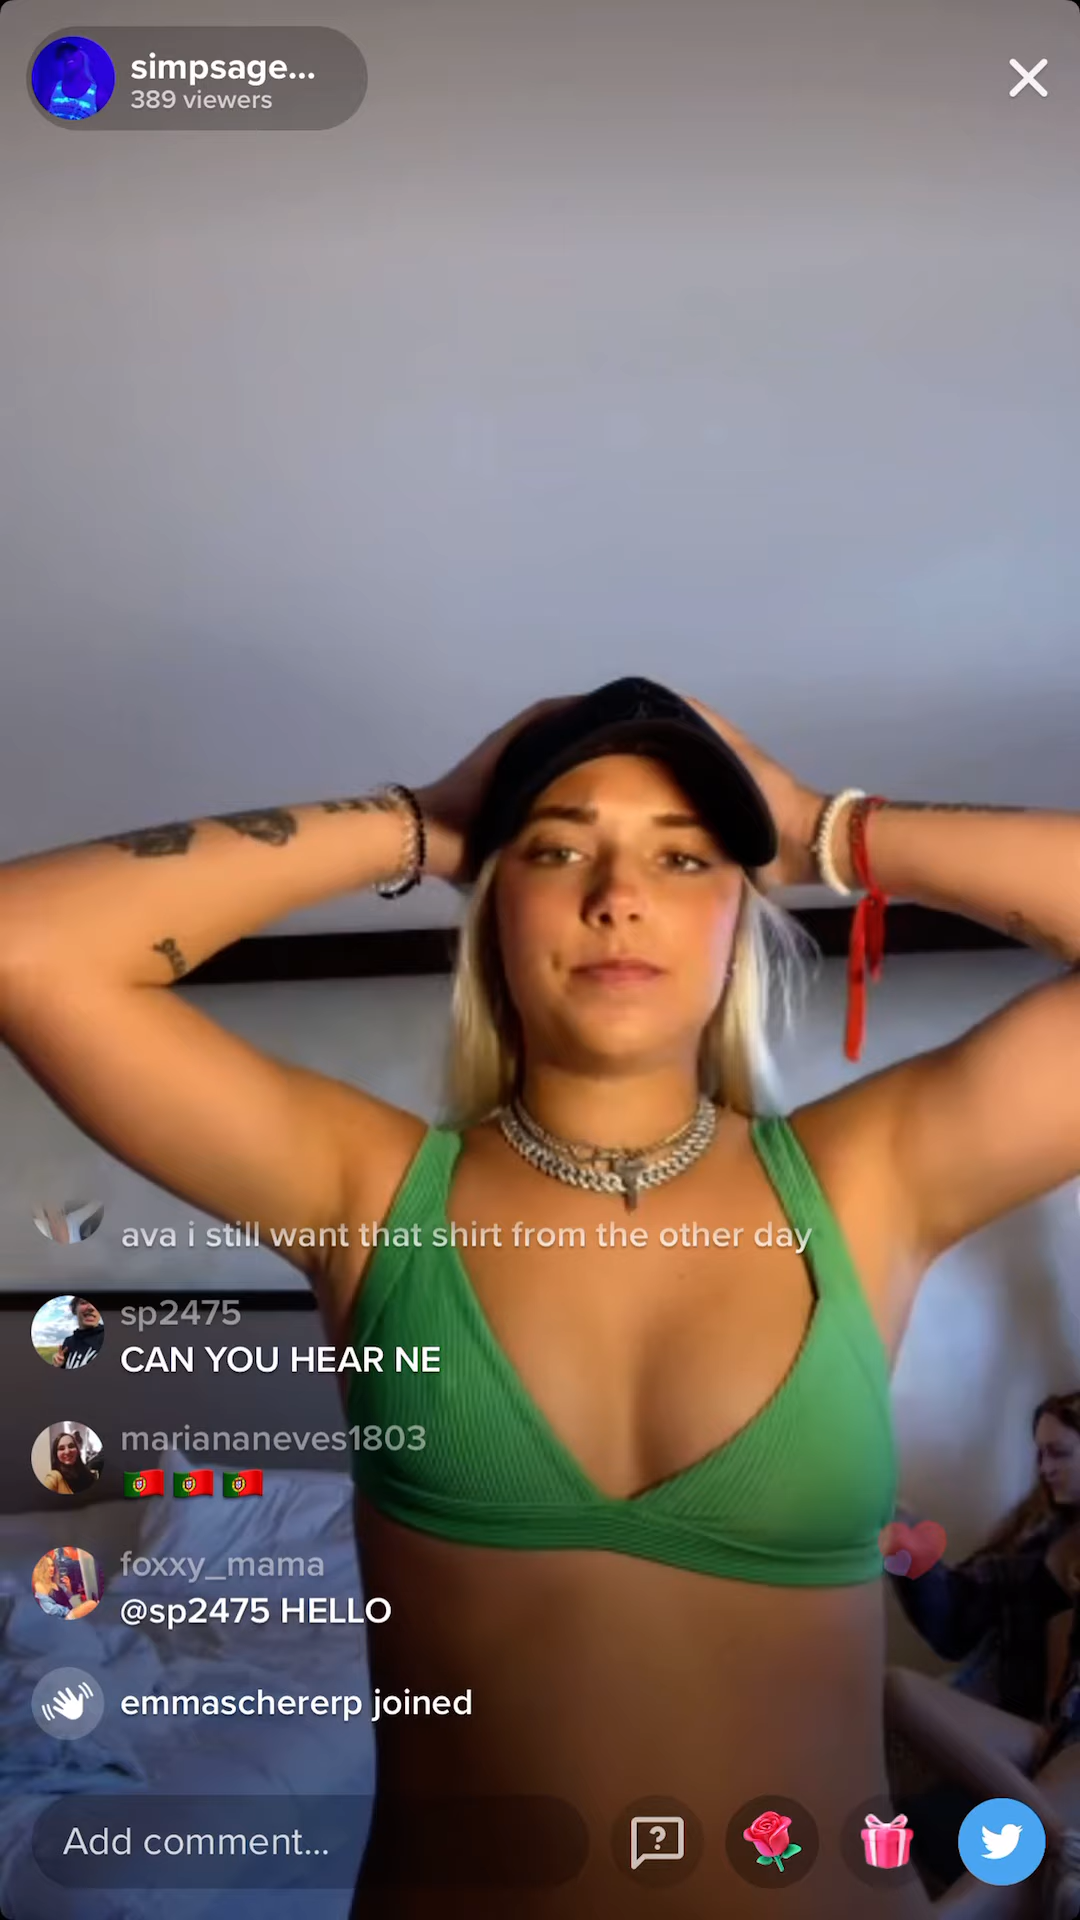 simpsage...
389 viewers
ava i still want that shirt from the other day
sp2475
CAN YOU HEAR NE
mariananeves1803
🇵🇹 🇵🇹 🇵🇹
foxxy_mama
@sp2475 HELLO
emmaschererp joined
Add comment...